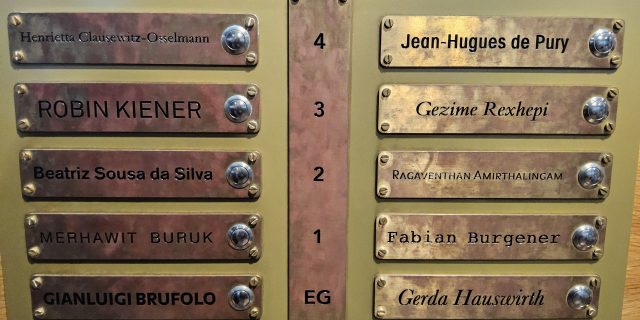 Henrietta Clausewitz-Osselmann
4
Jean-Hugues de Pury
ROBIN KIENER
3
Gezime Rexhepi
Beatriz Sousa da Silva
2
RAGAVENTHAN AMIRTHALINGAM
MERHAWIT BURUK
1
Fabian Burgener
GIANLUIGI BRUFOLO
EG
Gerda Hauswirth